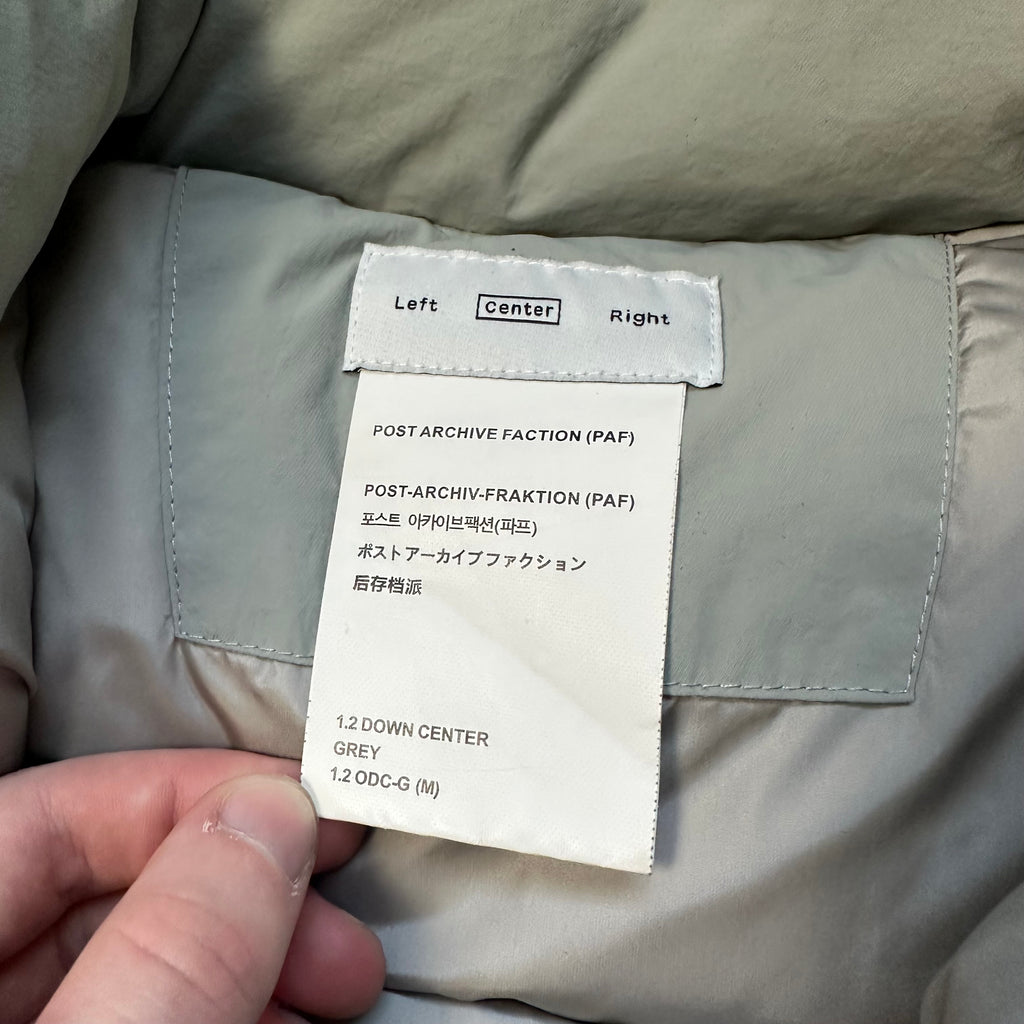 Left Center Right
POST ARCHIVE FACTION (PAF)
POST-ARCHIV-FRAKTION (PAF)
포스트 아카이브팩션(파프)
ポストアーカイブファクション
后存档派
1.2 DOWN CENTER
GREY
1.2 ODC-G (M)